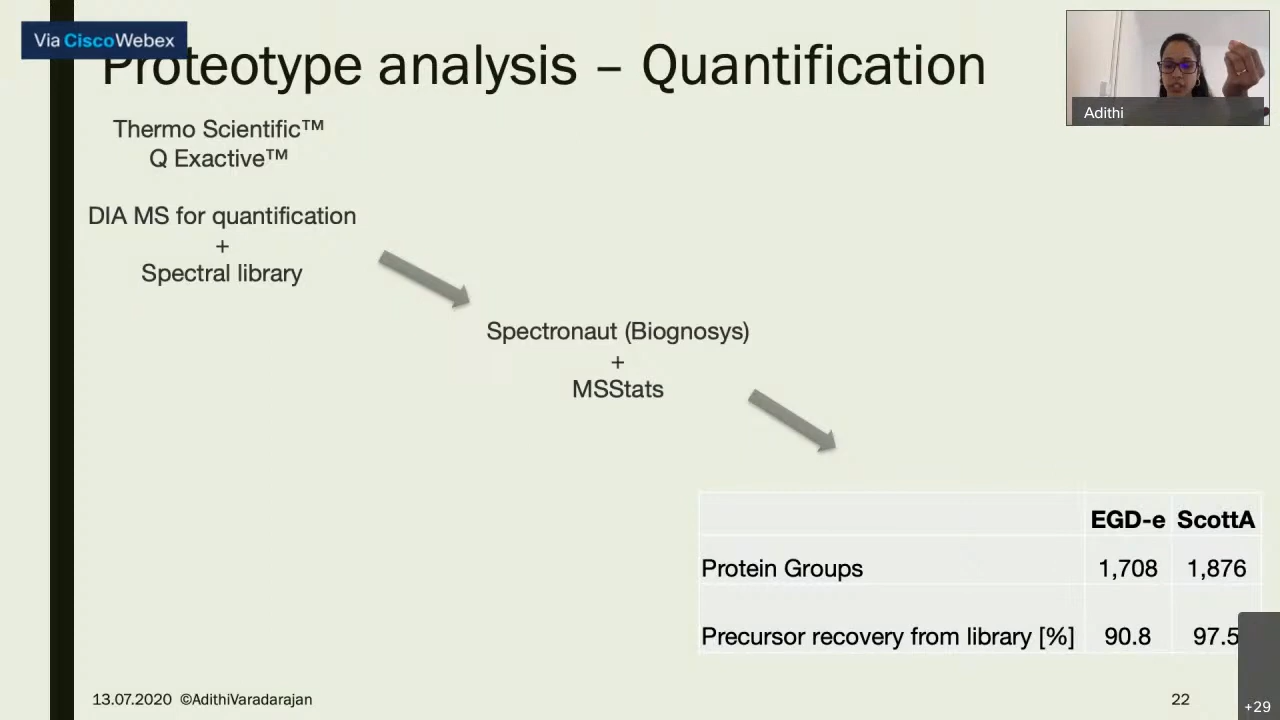 Via CiscoWebex
Proteotype analysis – Quantification
Adithi
Thermo Scientific™
Q Exactive™
DIA MS for quantification
+
Spectral library
Spectronaut (Biognosys)
+
MSStats
EGD-e ScottA
Protein Groups 1,708 1,876
Precursor recovery from library [%] 90.8 97.5
13.07.2020 ©AdithiVaradarajan
22
+29